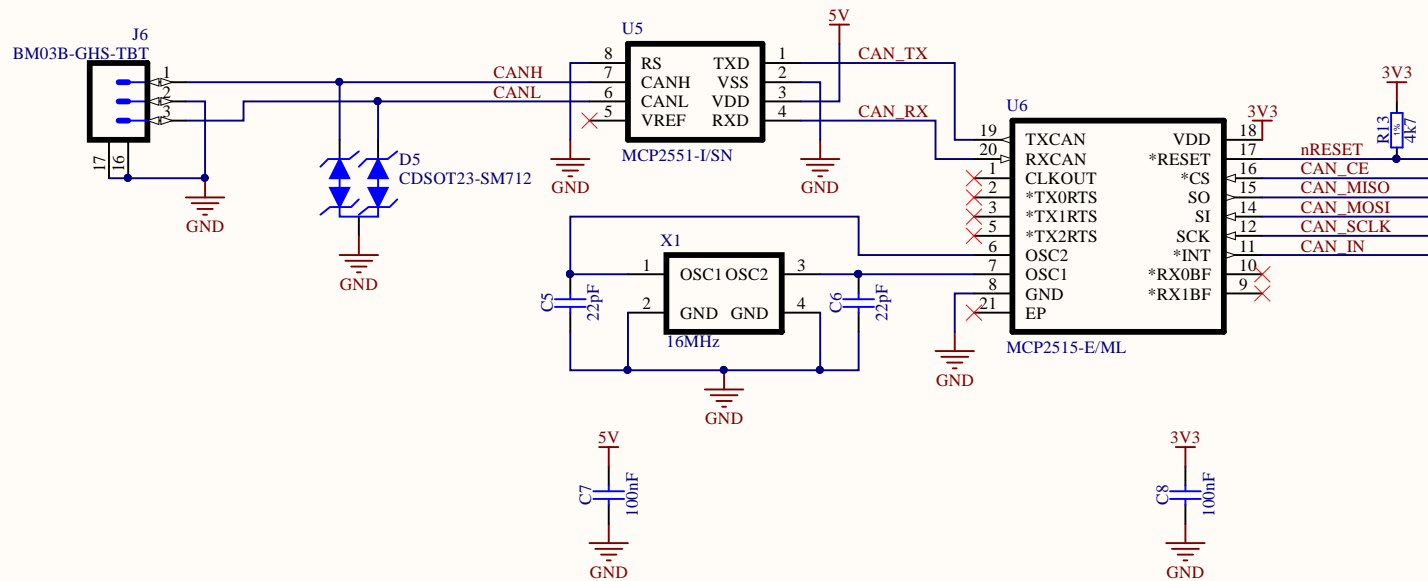 J6
BM03B-GHS-TBT
1
2
3
17
16
GND
CANH
CANL
D5
CDSOT23-SM712
GND
U5
8 RS TXD 1
7 CANH VSS 2
6 CANL VDD 3
5 VREF RXD 4
MCP2551-I/SN
GND
5V
GND
CAN_TX
CAN_RX
U6
19 TXCAN VDD 18
20 RXCAN *RESET 17
1 CLKOUT *CS 16
2 *TX0RTS SO 15
3 *TX1RTS SI 14
5 *TX2RTS SCK 12
6 OSC2 *INT 11
7 OSC1 *RX0BF 10
8 GND *RX1BF 9
21 EP
MCP2515-E/ML
GND
3V3
3V3
R13
1%
4k7
nRESET
CAN_CE
CAN_MISO
CAN_MOSI
CAN_SCLK
CAN_IN
X1
1 OSC1 OSC2 3
2 GND GND 4
16MHz
C5
22pF
C6
22pF
GND
5V
C7
100nF
GND
3V3
C8
100nF
GND